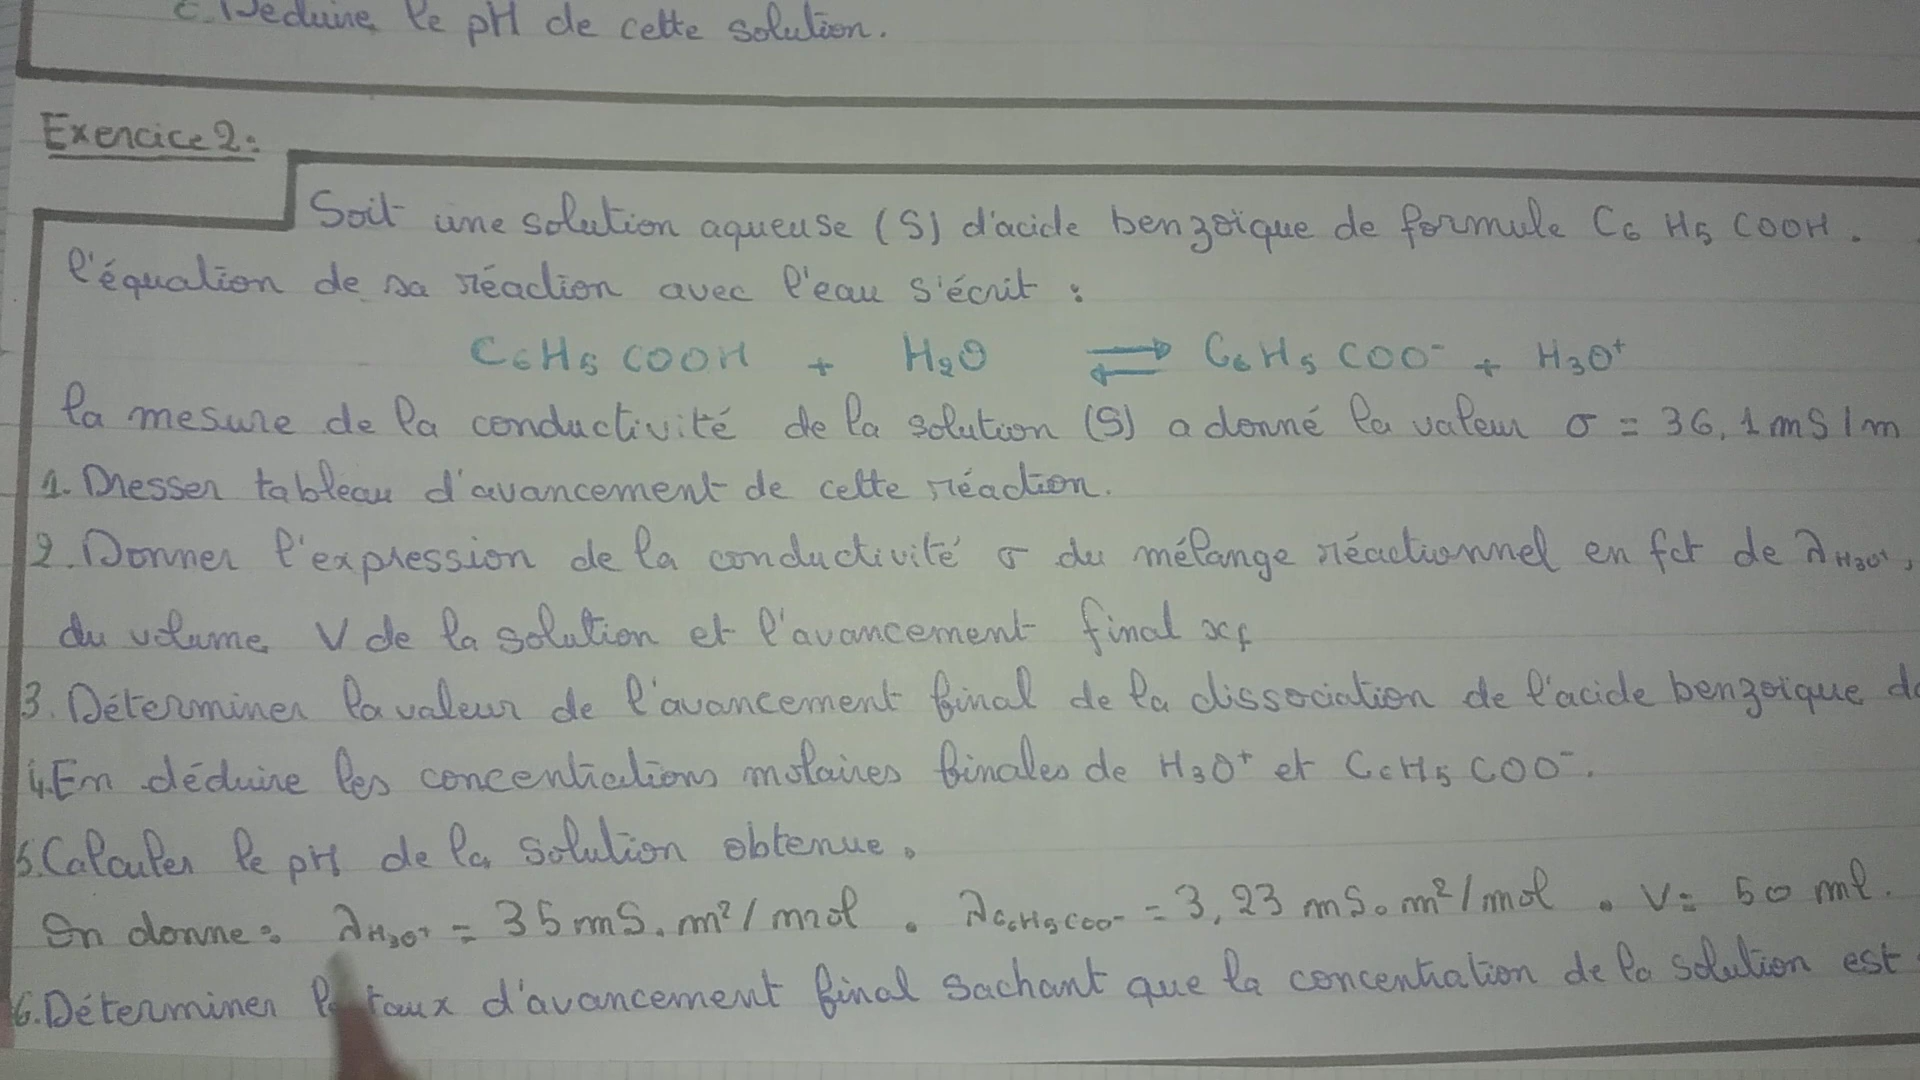 c. Déduire le pH de cette solution.
Exercice 2:
Soit une solution aqueuse (S) d'acide benzoïque de formule C6 H5 COOH.
l'équation de sa réaction avec l'eau s'écrit :
C6H5 COOH + H2O ⇌ C6H5 COO- + H3O+
la mesure de la conductivité de la solution (S) a donné la valeur σ = 36,1 mS/m
1. Dresser tableau d'avancement de cette réaction.
2. Donner l'expression de la conductivité σ du mélange réactionnel en fct de λH3O+,
du volume V de la solution et l'avancement final xf
3. Déterminer la valeur de l'avancement final de la dissociation de l'acide benzoïque
4. En déduire les concentrations molaires finales de H3O+ et C6H5 COO-.
5. Calculer le pH de la solution obtenue.
On donne: λH3O+ = 35 mS.m²/mol . λC6H5COO- = 3,23 mS.m²/mol . V= 50 ml.
6. Déterminer taux d'avancement final sachant que la concentration de la solution est